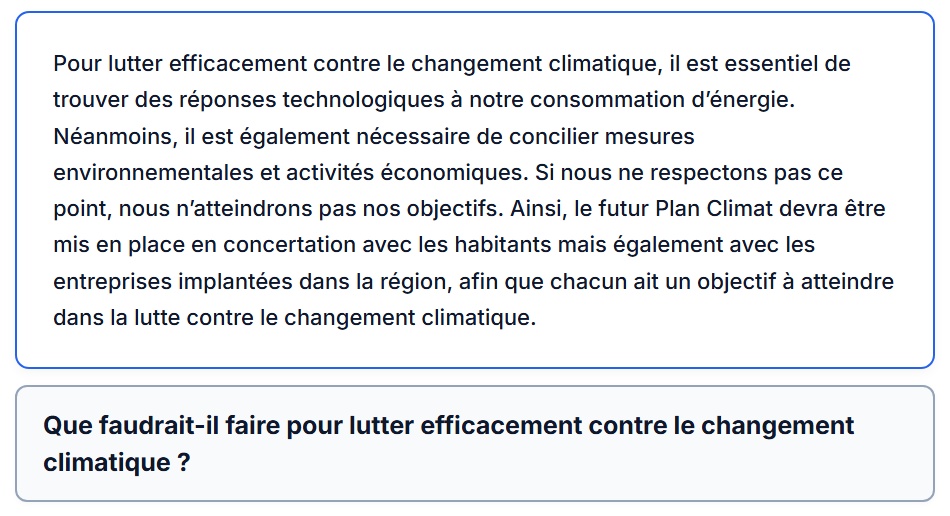 Pour lutter efficacement contre le changement climatique, il est essentiel de
trouver des réponses technologiques à notre consommation d’énergie.
Néanmoins, il est également nécessaire de concilier mesures
environnementales et activités économiques. Si nous ne respectons pas ce
point, nous n’atteindrons pas nos objectifs. Ainsi, le futur Plan Climat devra être
mis en place en concertation avec les habitants mais également avec les
entreprises implantées dans la région, afin que chacun ait un objectif à atteindre
dans la lutte contre le changement climatique.
Que faudrait-il faire pour lutter efficacement contre le changement
climatique ?